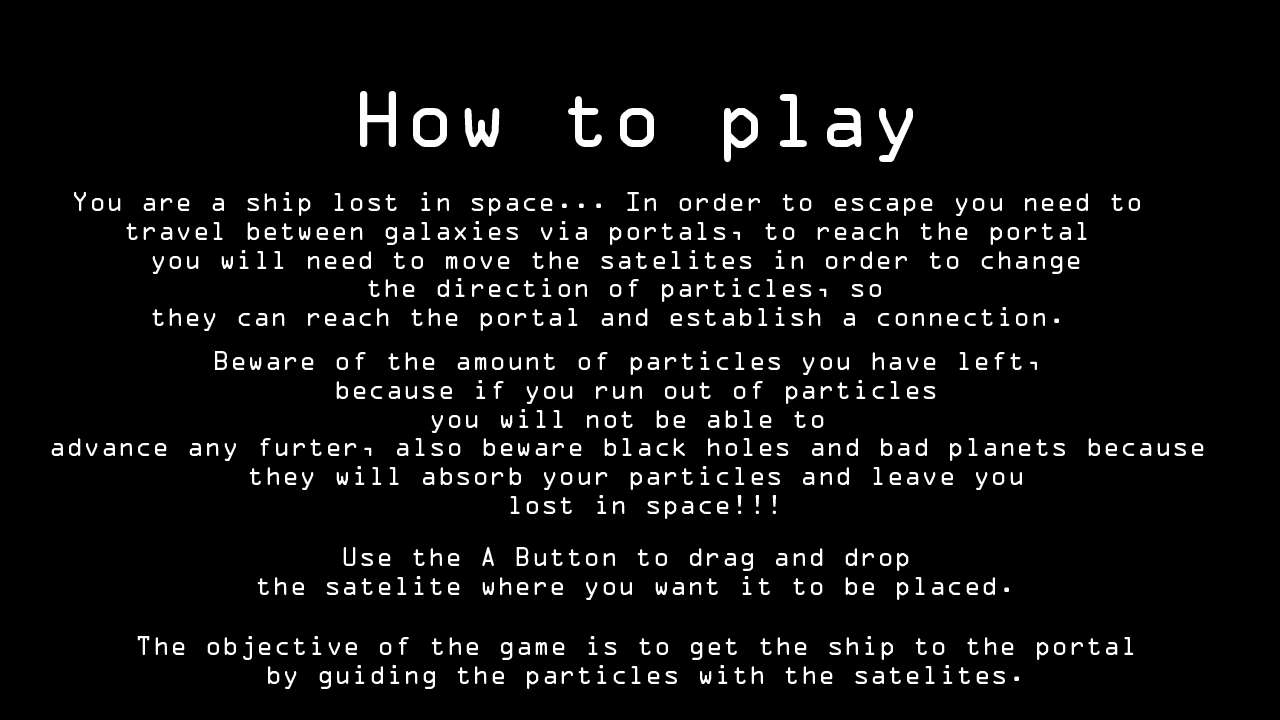 How to play
You are a ship lost in space... In order to escape you need to
travel between galaxies via portals, to reach the portal
you will need to move the satelites in order to change
the direction of particles, so
they can reach the portal and establish a connection.
Beware of the amount of particles you have left,
because if you run out of particles
you will not be able to
advance any furter, also beware black holes and bad planets because
they will absorb your particles and leave you
lost in space!!!
Use the A Button to drag and drop
the satelite where you want it to be placed.
The objective of the game is to get the ship to the portal
by guiding the particles with the satelites.